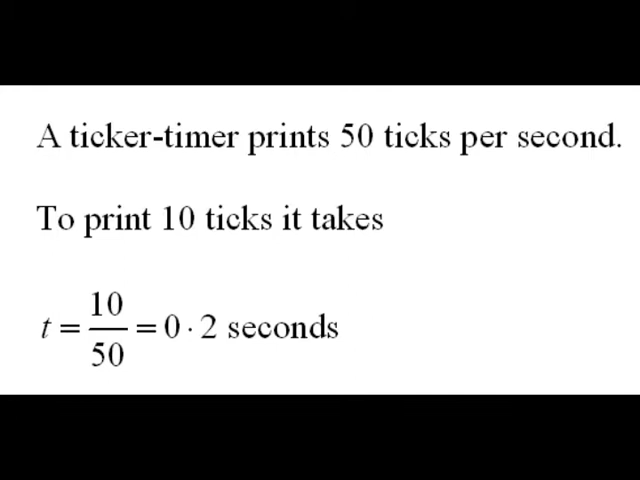 A ticker-timer prints 50 ticks per second.
To print 10 ticks it takes
t = 10/50 = 0 · 2 seconds